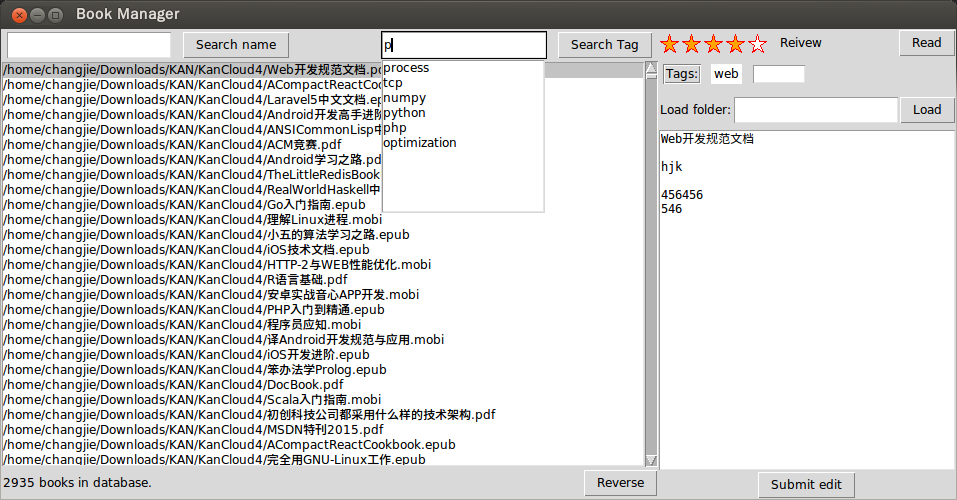 Book Manager
Search name
p
Search Tag
Reivew
Read
process
tcp
numpy
python
php
optimization
Tags:
web
Load folder:
Load
/home/changjie/Downloads/KAN/KanCloud4/Web开发规范文档.pd
/home/changjie/Downloads/KAN/KanCloud4/ACompactReactCoo
/home/changjie/Downloads/KAN/KanCloud4/Laravel5中文文档.ep
/home/changjie/Downloads/KAN/KanCloud4/Android开发高手进阶
/home/changjie/Downloads/KAN/KanCloud4/ANSICommonLisp中
/home/changjie/Downloads/KAN/KanCloud4/ACM竞赛.pdf
/home/changjie/Downloads/KAN/KanCloud4/Android学习之路.pd
/home/changjie/Downloads/KAN/KanCloud4/TheLittleRedisBook
/home/changjie/Downloads/KAN/KanCloud4/RealWorldHaskell中
/home/changjie/Downloads/KAN/KanCloud4/Go入门指南.epub
/home/changjie/Downloads/KAN/KanCloud4/理解Linux进程.mobi
/home/changjie/Downloads/KAN/KanCloud4/小五的算法学习之路.epub
/home/changjie/Downloads/KAN/KanCloud4/iOS技术文档.epub
/home/changjie/Downloads/KAN/KanCloud4/HTTP-2与WEB性能优化.mobi
/home/changjie/Downloads/KAN/KanCloud4/R语言基础.pdf
/home/changjie/Downloads/KAN/KanCloud4/安卓实战音心APP开发.mobi
/home/changjie/Downloads/KAN/KanCloud4/PHP入门到精通.epub
/home/changjie/Downloads/KAN/KanCloud4/程序员应知.mobi
/home/changjie/Downloads/KAN/KanCloud4/译Android开发规范与应用.mobi
/home/changjie/Downloads/KAN/KanCloud4/iOS开发进阶.epub
/home/changjie/Downloads/KAN/KanCloud4/笨办法学Prolog.epub
/home/changjie/Downloads/KAN/KanCloud4/DocBook.pdf
/home/changjie/Downloads/KAN/KanCloud4/Scala入门指南.mobi
/home/changjie/Downloads/KAN/KanCloud4/初创科技公司都采用什么样的技术架构.pdf
/home/changjie/Downloads/KAN/KanCloud4/MSDN特刊2015.pdf
/home/changjie/Downloads/KAN/KanCloud4/ACompactReactCookbook.epub
/home/changjie/Downloads/KAN/KanCloud4/完全用GNU-Linux工作.epub
Web开发规范文档
hjk
456456
546
2935 books in database.
Reverse
Submit edit